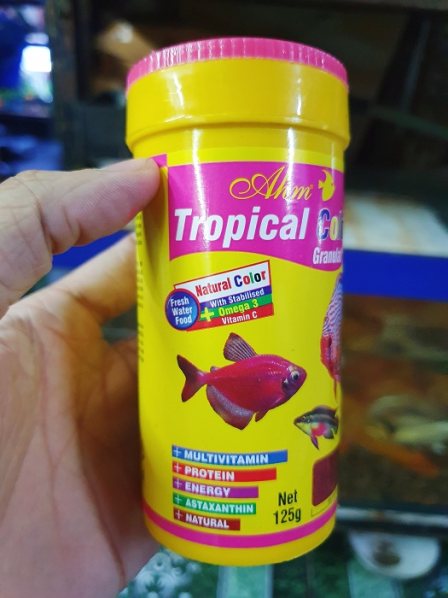 Ahm
Tropical Co
Granula
Natural Color
Fresh
Water
Food
With Stabilised
+ Omega 3
Vitamin C
+ MULTIVITAMIN
+ PROTEIN
+ ENERGY
+ ASTAXANTHIN
+ NATURAL
Net
125g